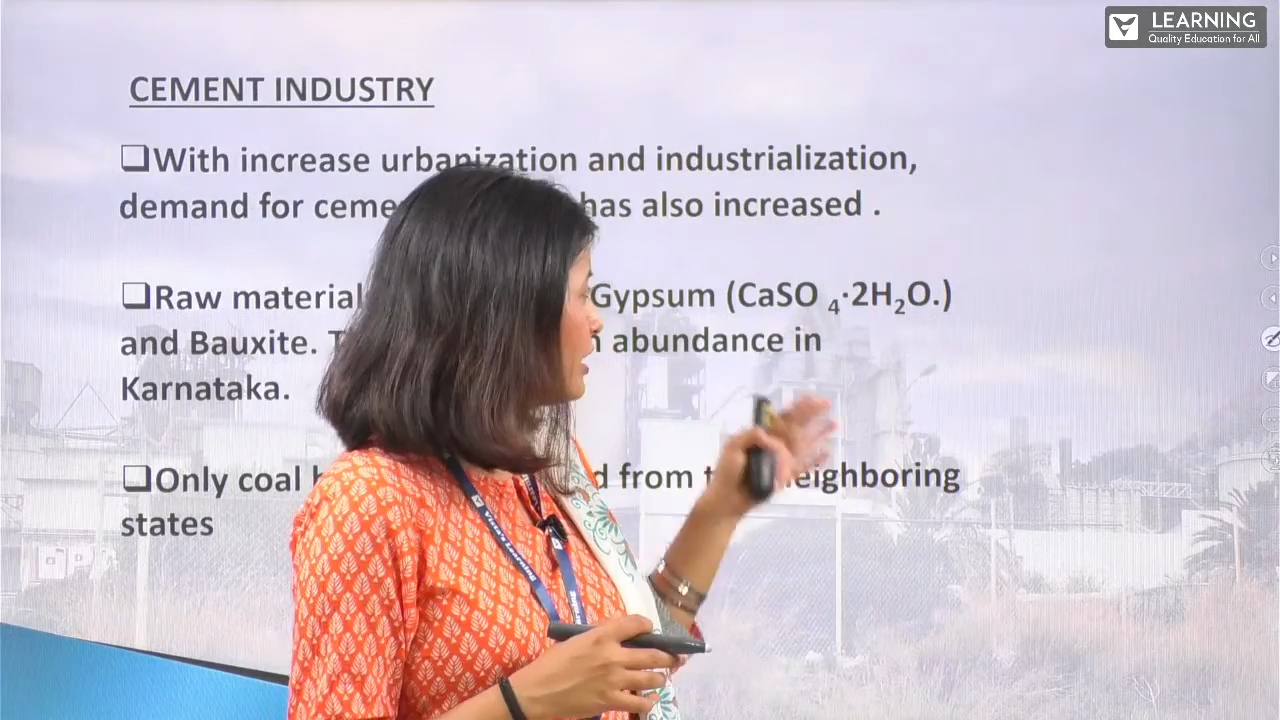 LEARNING
Quality Education for All
CEMENT INDUSTRY
❑With increase urbanization and industrialization,
demand for ceme has also increased .
❑Raw material Gypsum (CaSO 4·2H2O.)
and Bauxite. abundance in
Karnataka.
❑Only coal from eighboring
states